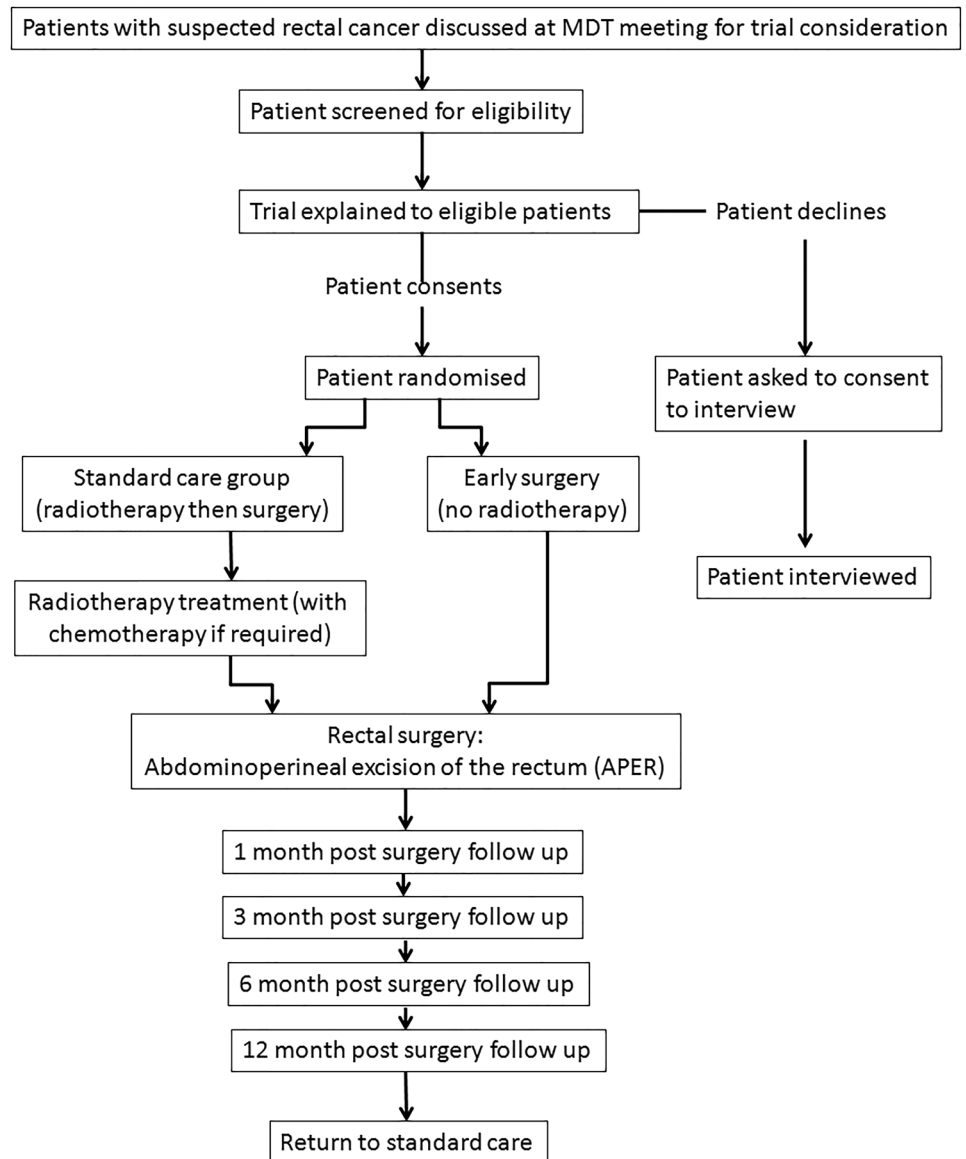 Patients with suspected rectal cancer discussed at MDT meeting for trial consideration
Patient screened for eligibility
Trial explained to eligible patients
Patient declines
Patient consents
Patient randomised
Patient asked to consent
to interview
Standard care group
(radiotherapy then surgery)
Early surgery
(no radiotherapy)
Patient interviewed
Radiotherapy treatment (with
chemotherapy if required)
Rectal surgery:
Abdominoperineal excision of the rectum (APER)
1 month post surgery follow up
3 month post surgery follow up
6 month post surgery follow up
12 month post surgery follow up
Return to standard care